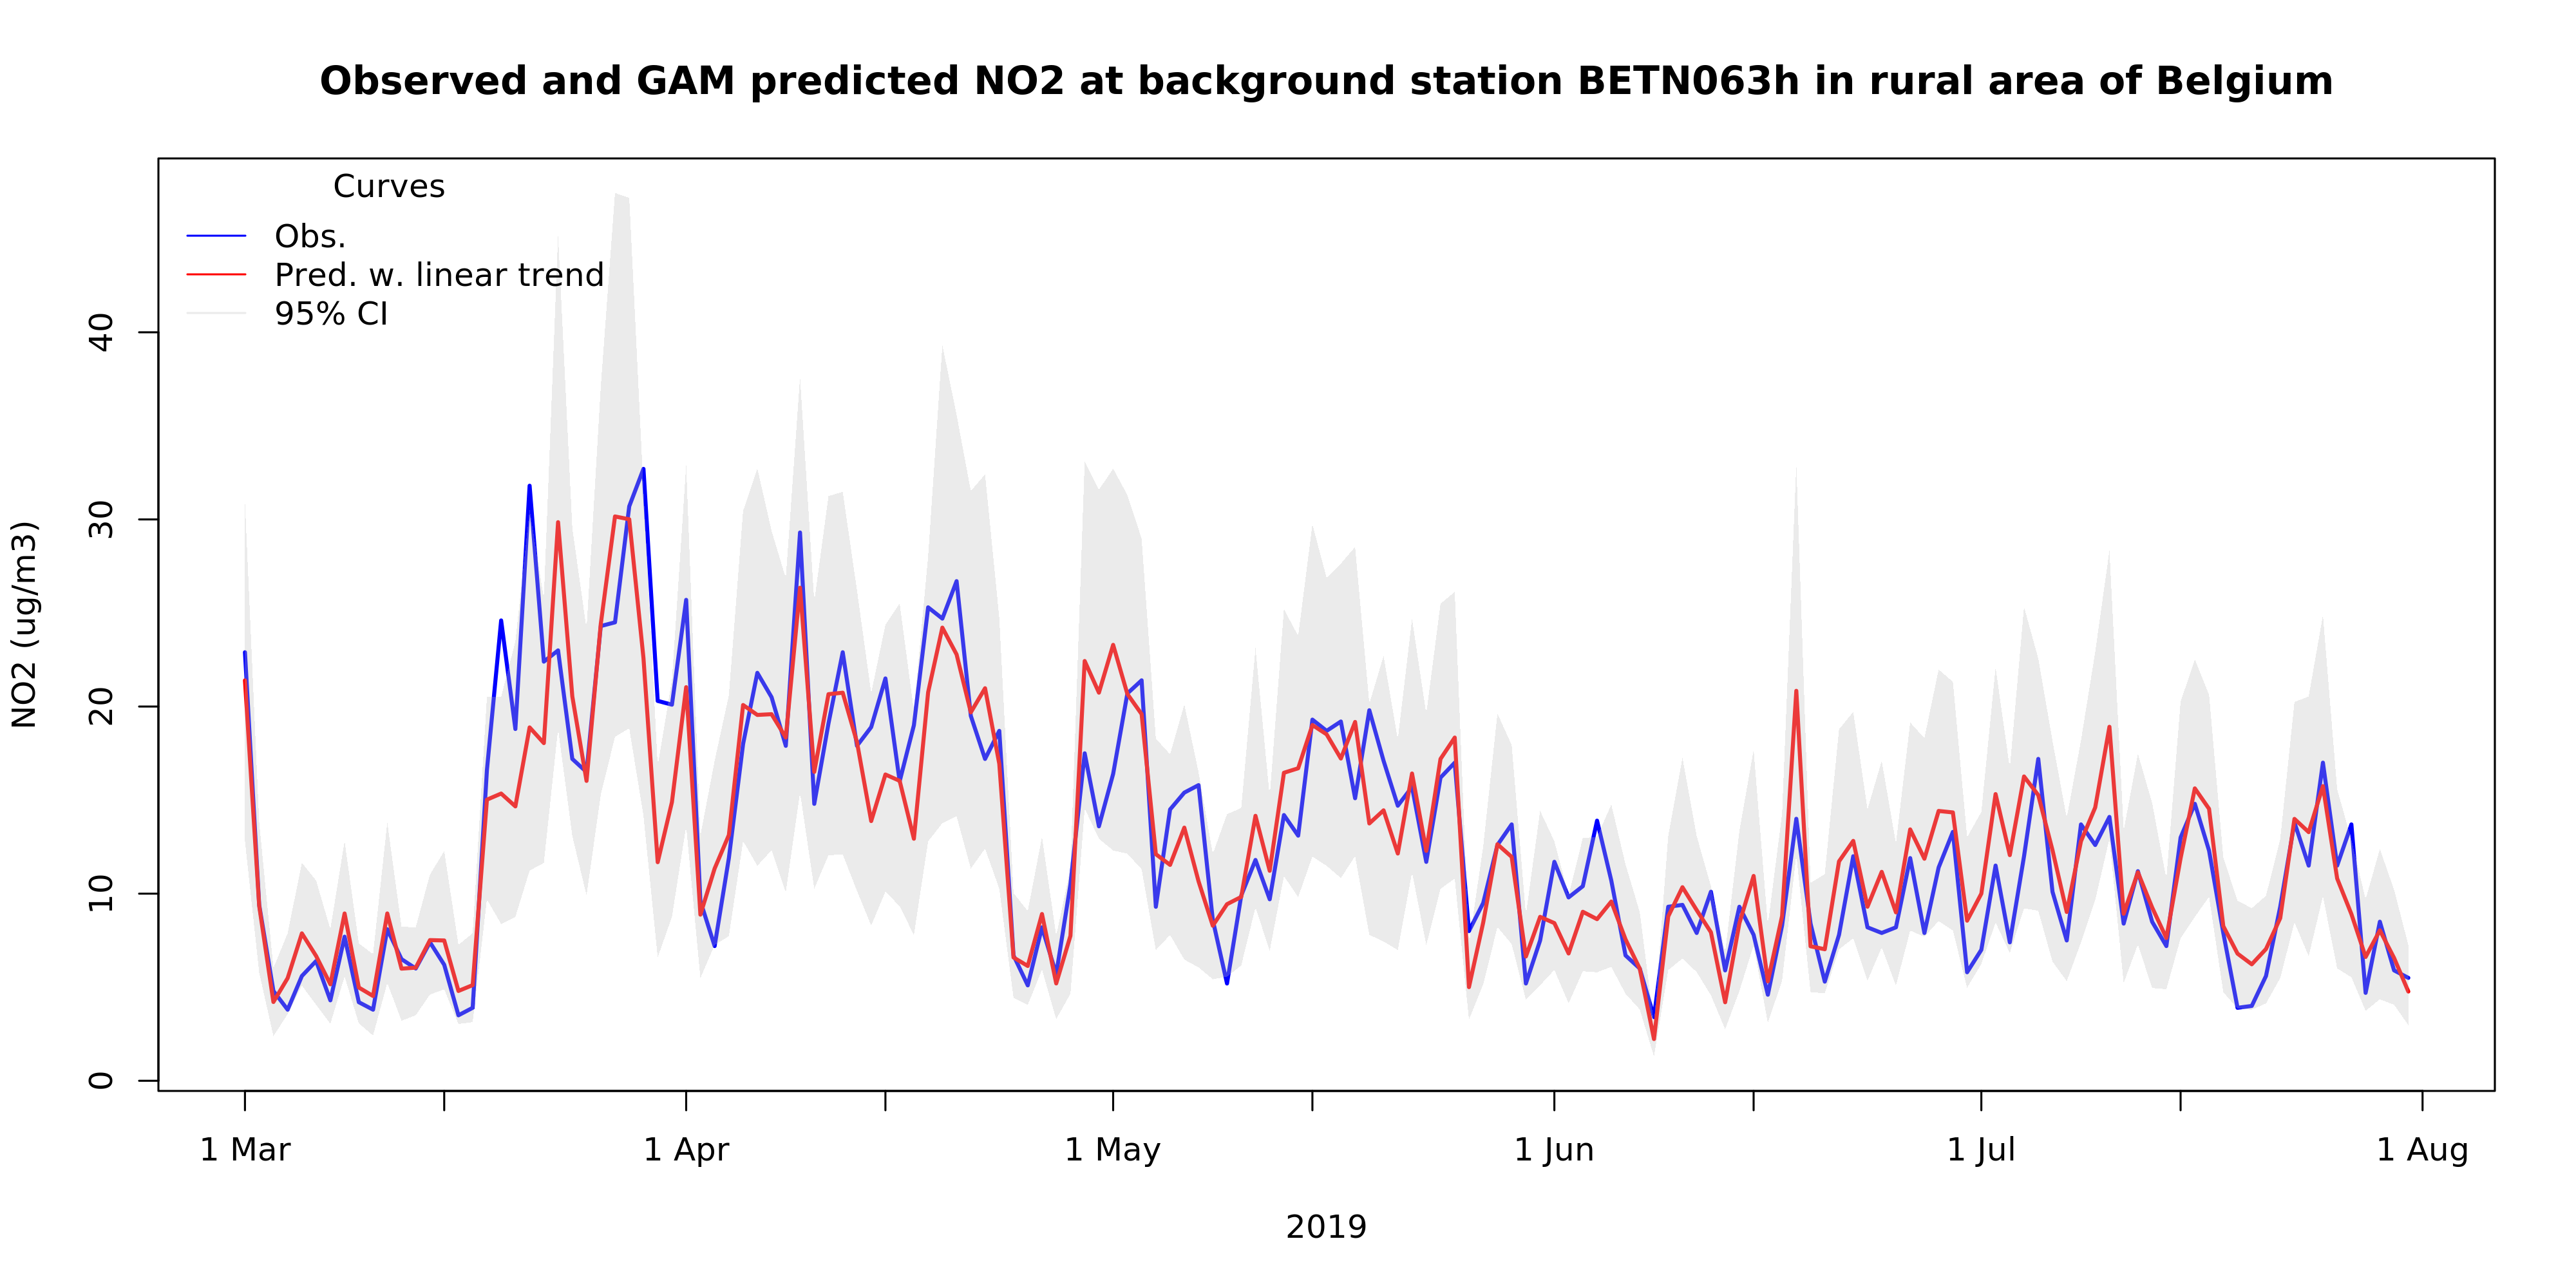 Observed and GAM predicted NO2 at background station BETN063h in rural area of Belgium
Curves
Obs.
Pred. w. linear trend
95% CI
NO2 (ug/m3)
40
30
20
10
0
1 Mar
1 Apr
1 May
1 Jun
1 Jul
1 Aug
2019